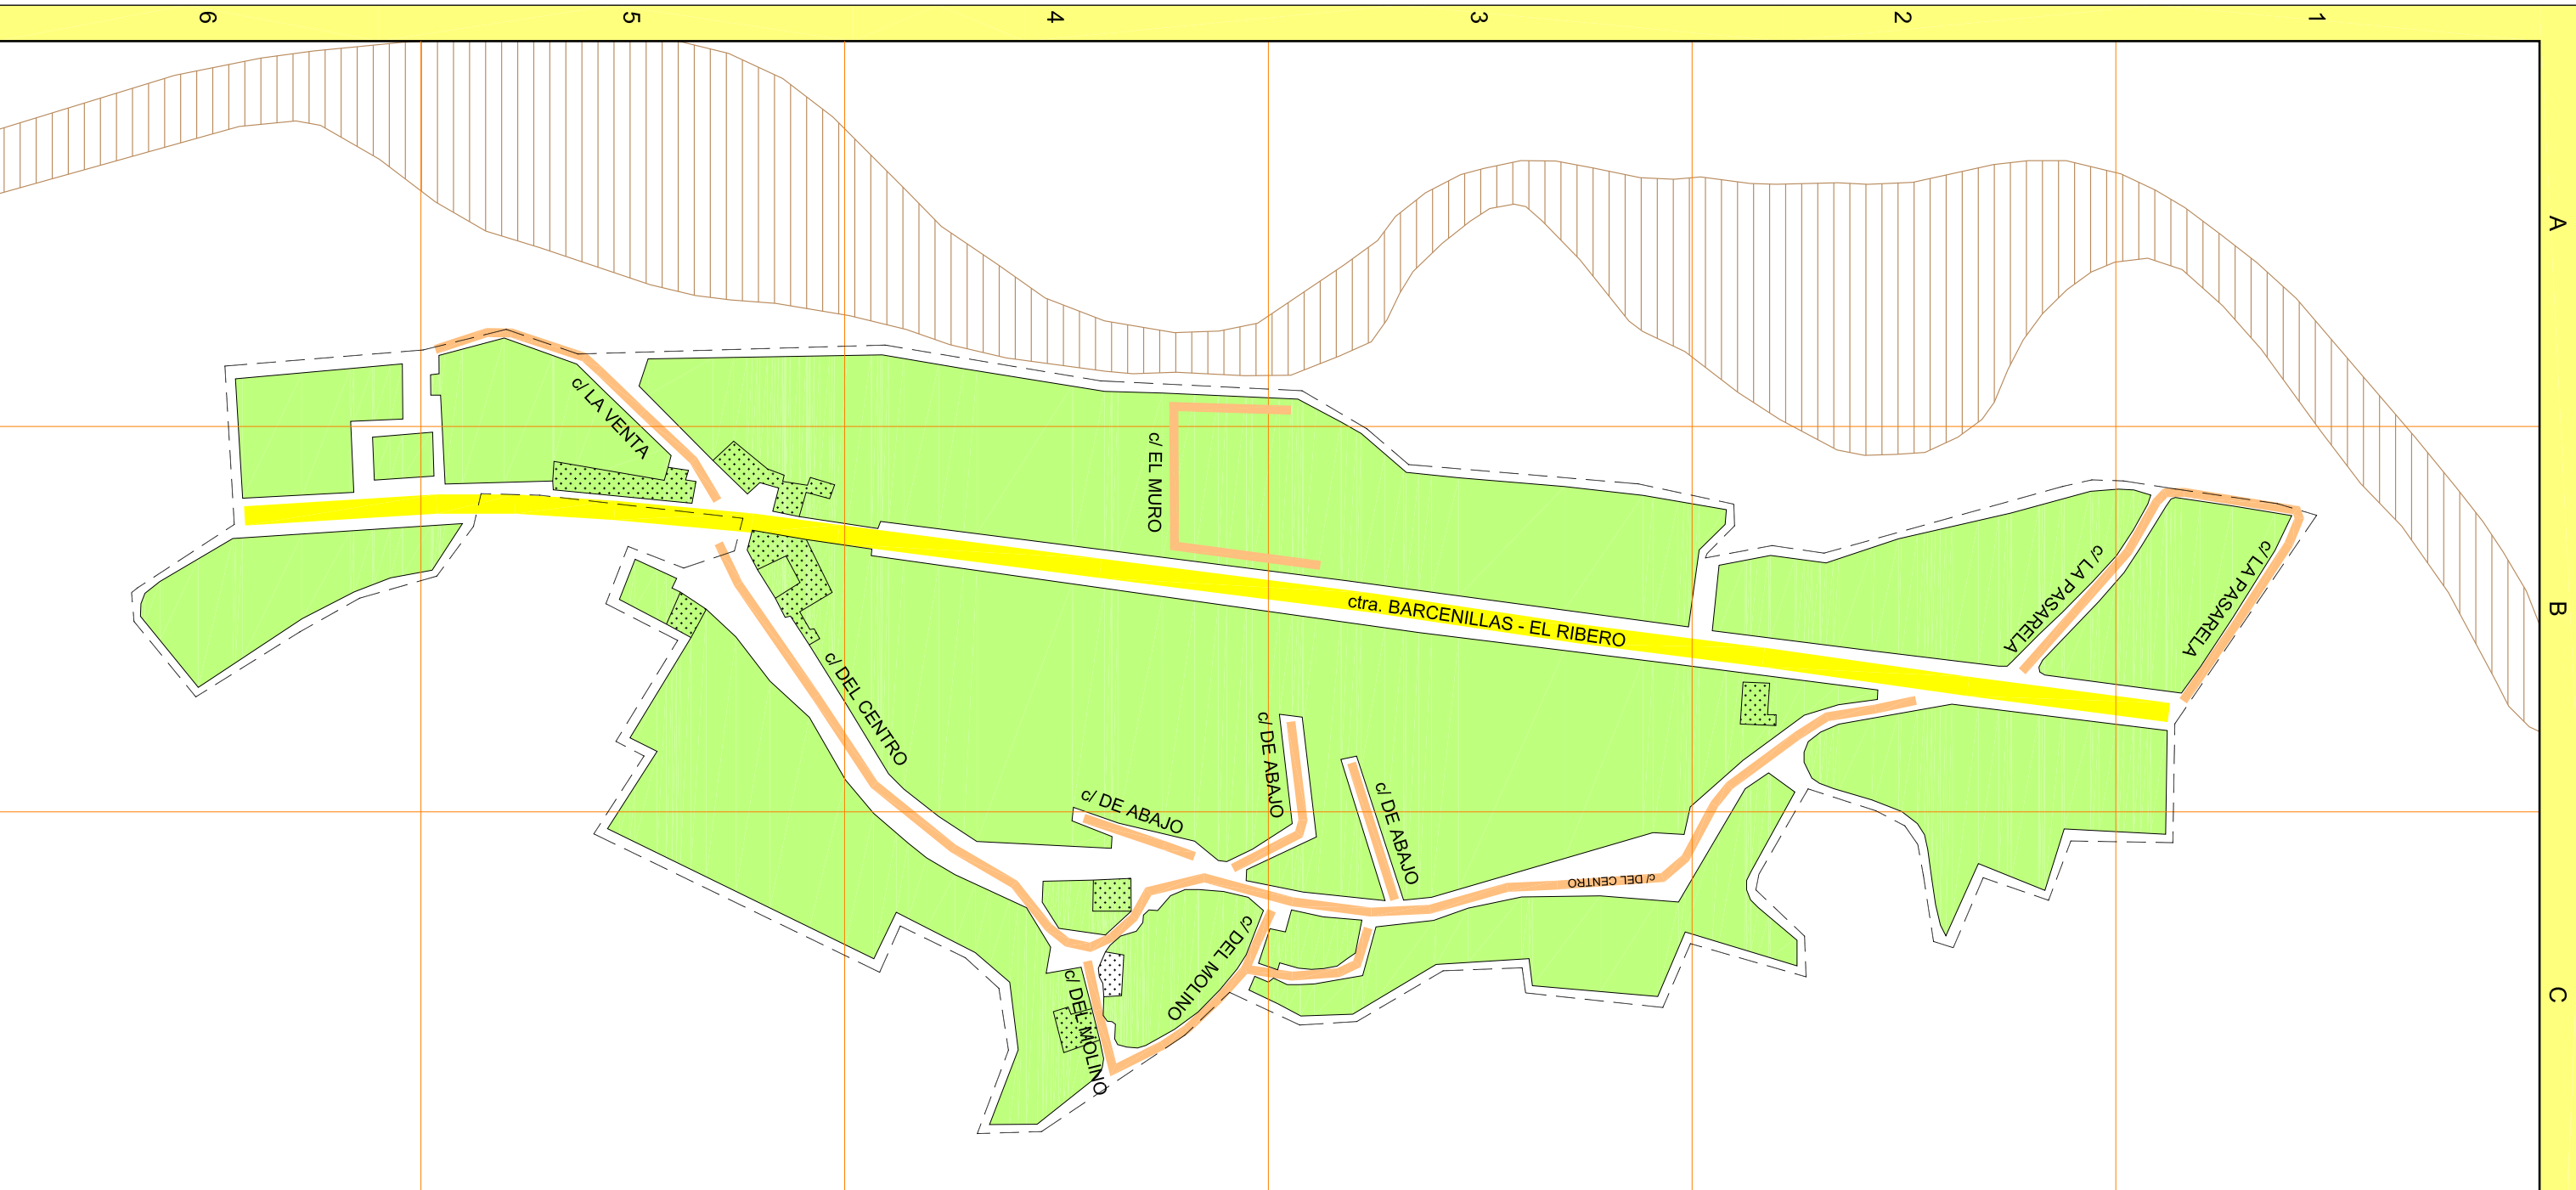 6
5
4
3
2
1
A
B
C
c/ LA VENTA
c/ EL MURO
c/ LA PASARELA
c/ LA PASARELA
ctra. BARCENILLAS - EL RIBERO
c/ DEL CENTRO
c/ DE ABAJO
c/ DE ABAJO
c/ DE ABAJO
c/ DEL CENTRO
c/ DEL MOLINO
c/ DEL MOLINO